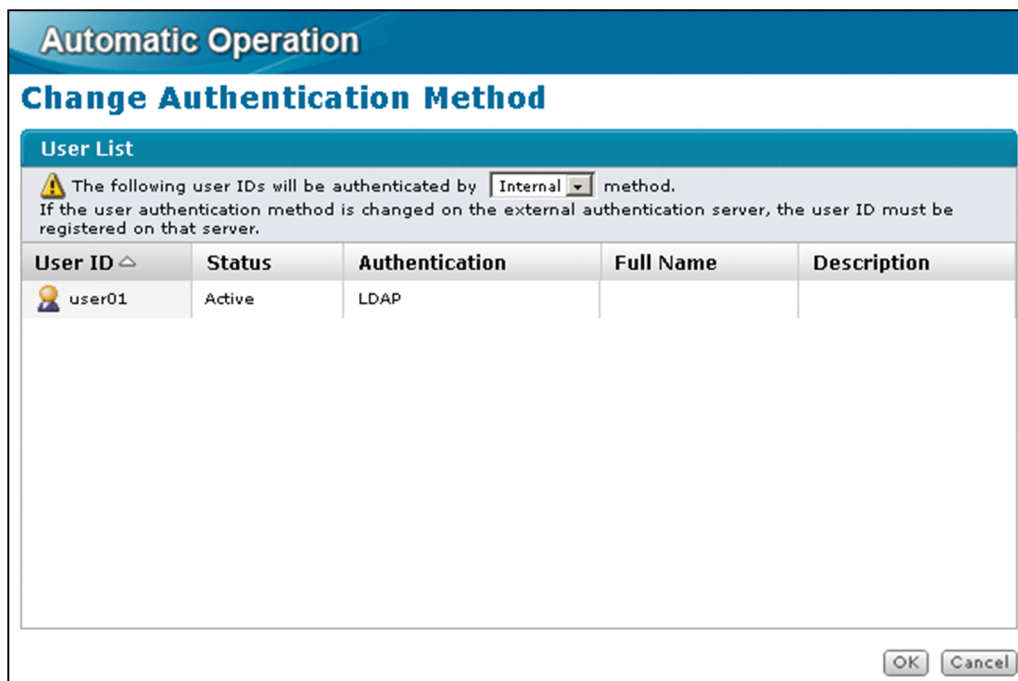 Automatic Operation
Change Authentication Method
User List
The following user IDs will be authenticated by Internal method.
If the user authentication method is changed on the external authentication server, the user ID must be
registered on that server.
User ID Status Authentication Full Name Description
user01 Active LDAP
OK Cancel